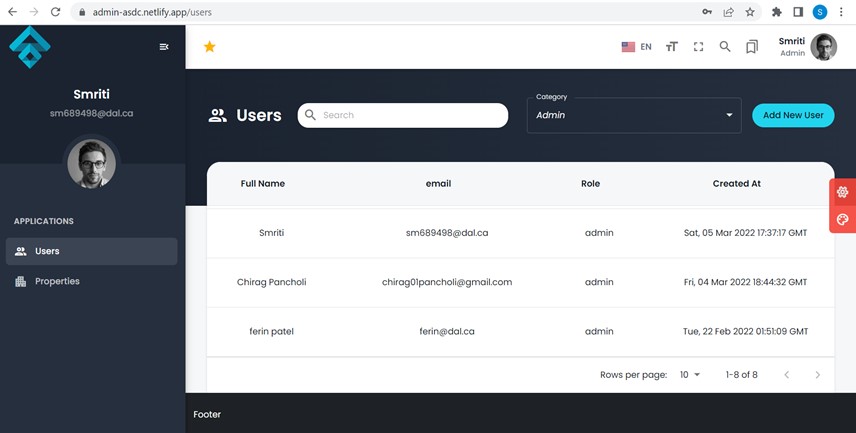 admin-asdc.netlify.app/users
S
EN
Smriti
Admin
Smriti
sm689498@dal.ca
APPLICATIONS
Users
Properties
Users
Search
Category
Admin
Add New User
Full Name email Role Created At
Smriti sm689498@dal.ca admin Sat, 05 Mar 2022 17:37:17 GMT
Chirag Pancholi chirag01pancholi@gmail.com admin Fri, 04 Mar 2022 18:44:32 GMT
ferin patel ferin@dal.ca admin Tue, 22 Feb 2022 01:51:09 GMT
Rows per page: 10 1-8 of 8
Footer